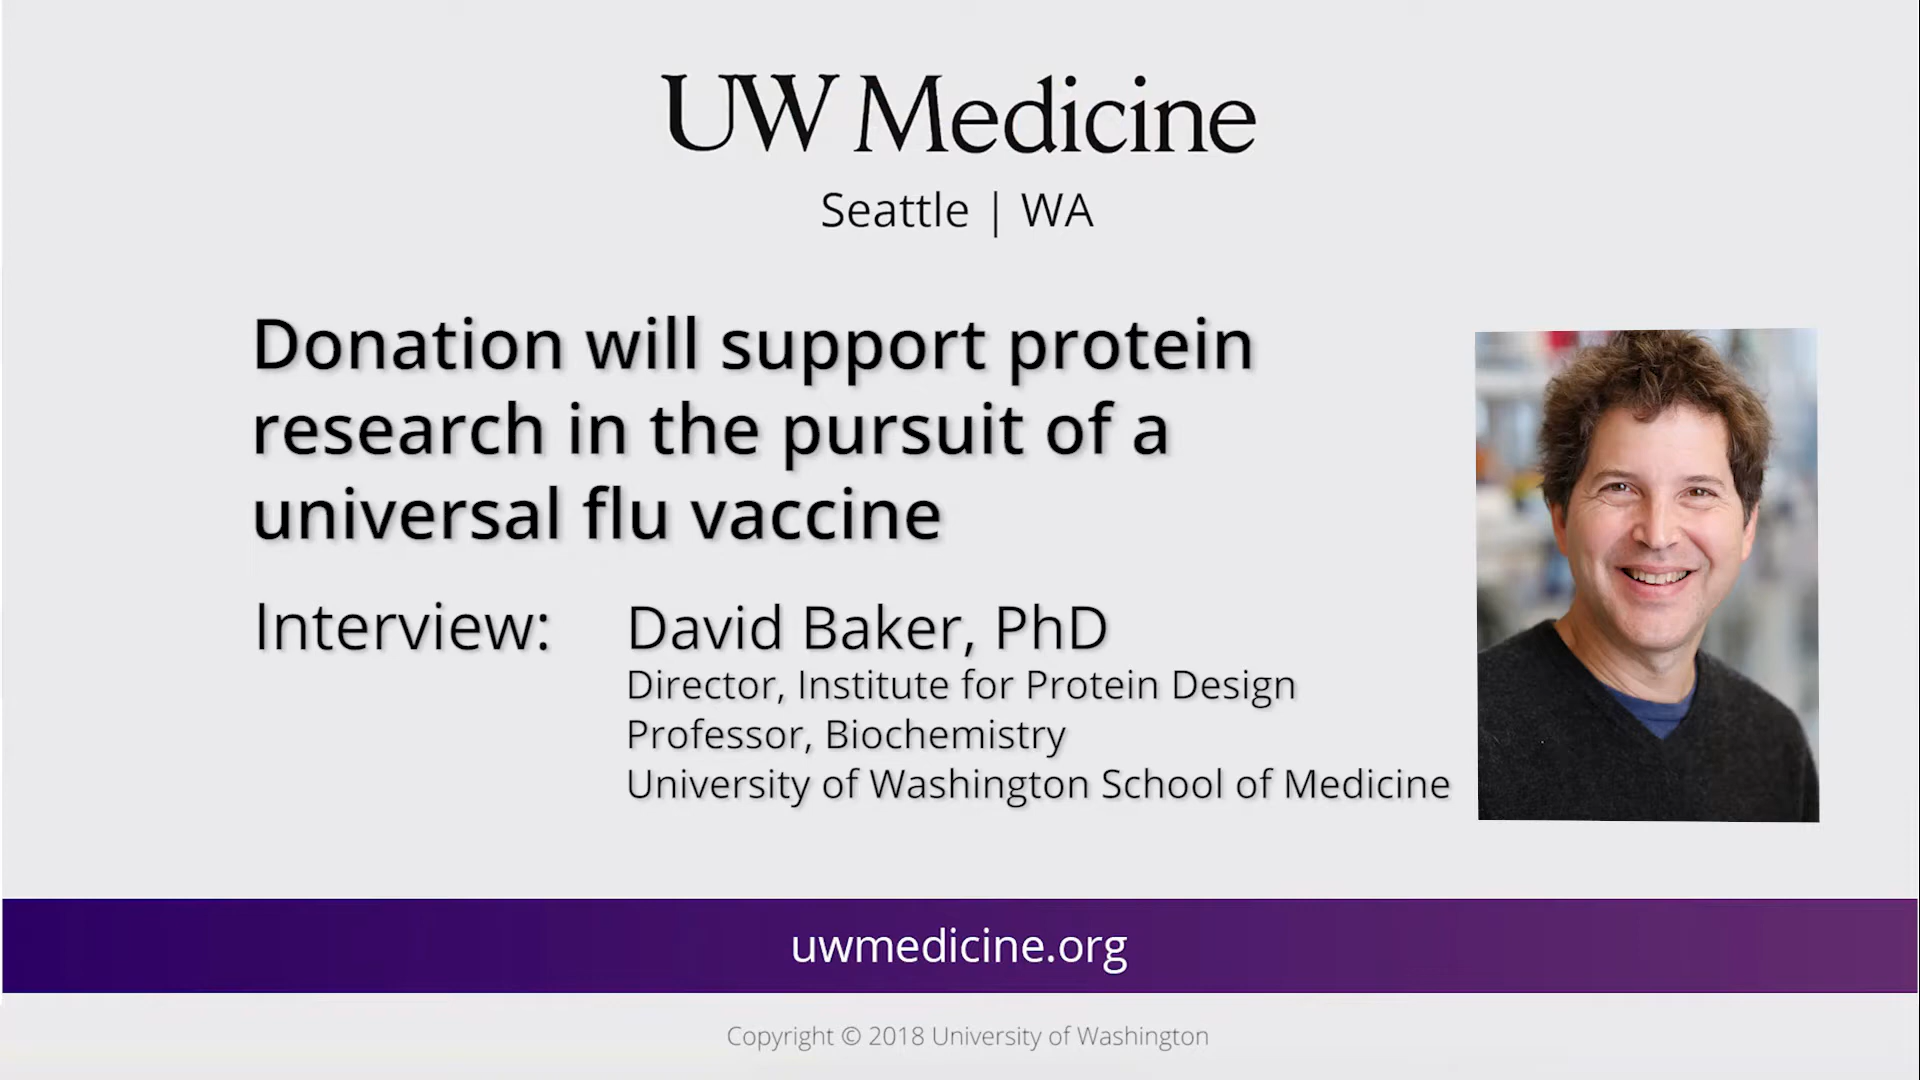 UW Medicine
Seattle | WA
Donation will support protein
research in the pursuit of a
universal flu vaccine
Interview: David Baker, PhD
Director, Institute for Protein Design
Professor, Biochemistry
University of Washington School of Medicine
uwmedicine.org
Copyright © 2018 University of Washington